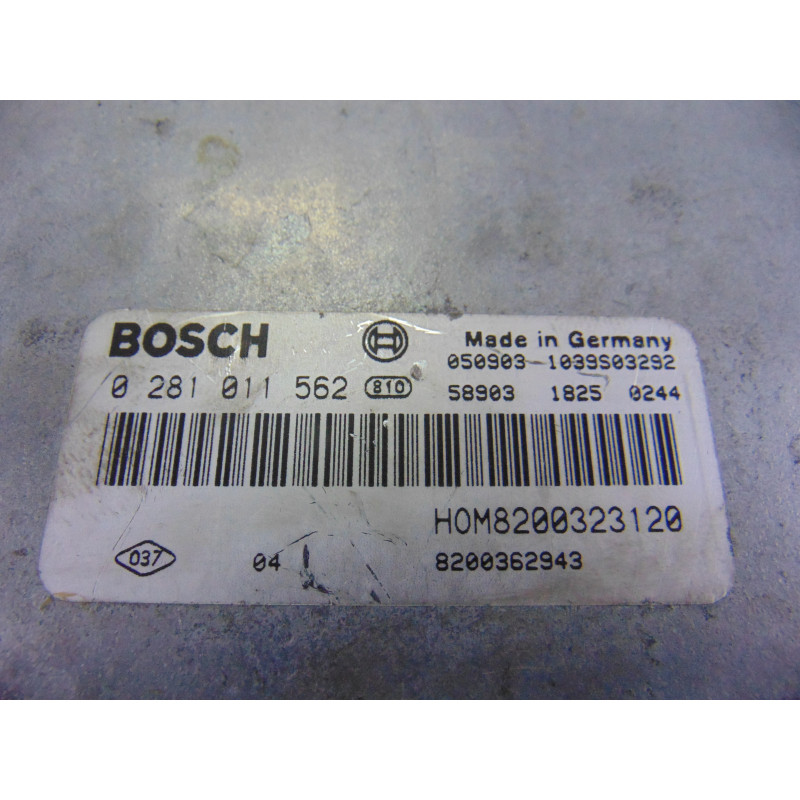 BOSCH
Made in Germany
050903-1039S03292
0 281 011 562 810
58903 1825 0244
HOM8200323120
037 04 8200362943